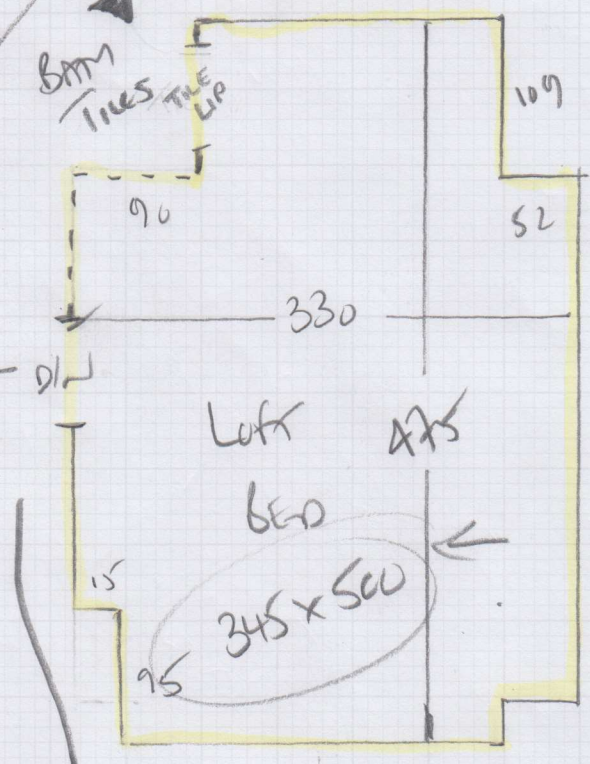 BATH
TILES
TILE
LIP
109
90
52
330
D/W
LOFT
475
BED
15
345 x 500
95